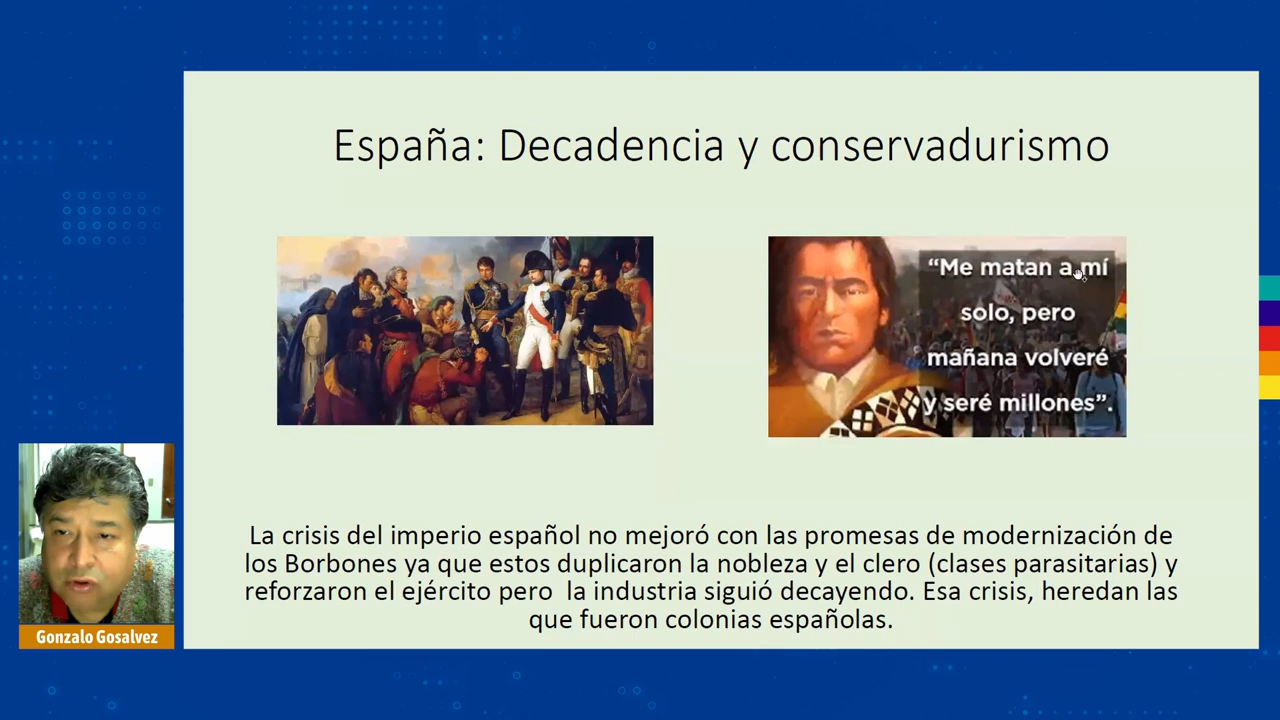 España: Decadencia y conservadurismo
“Me matan a mí
solo, pero
mañana volveré
y seré millones”.
La crisis del imperio español no mejoró con las promesas de modernización de
los Borbones ya que estos duplicaron la nobleza y el clero (clases parasitarias) y
reforzaron el ejército pero  la industria siguió decayendo. Esa crisis, heredan las
que fueron colonias españolas.
Gonzalo Gosalvez